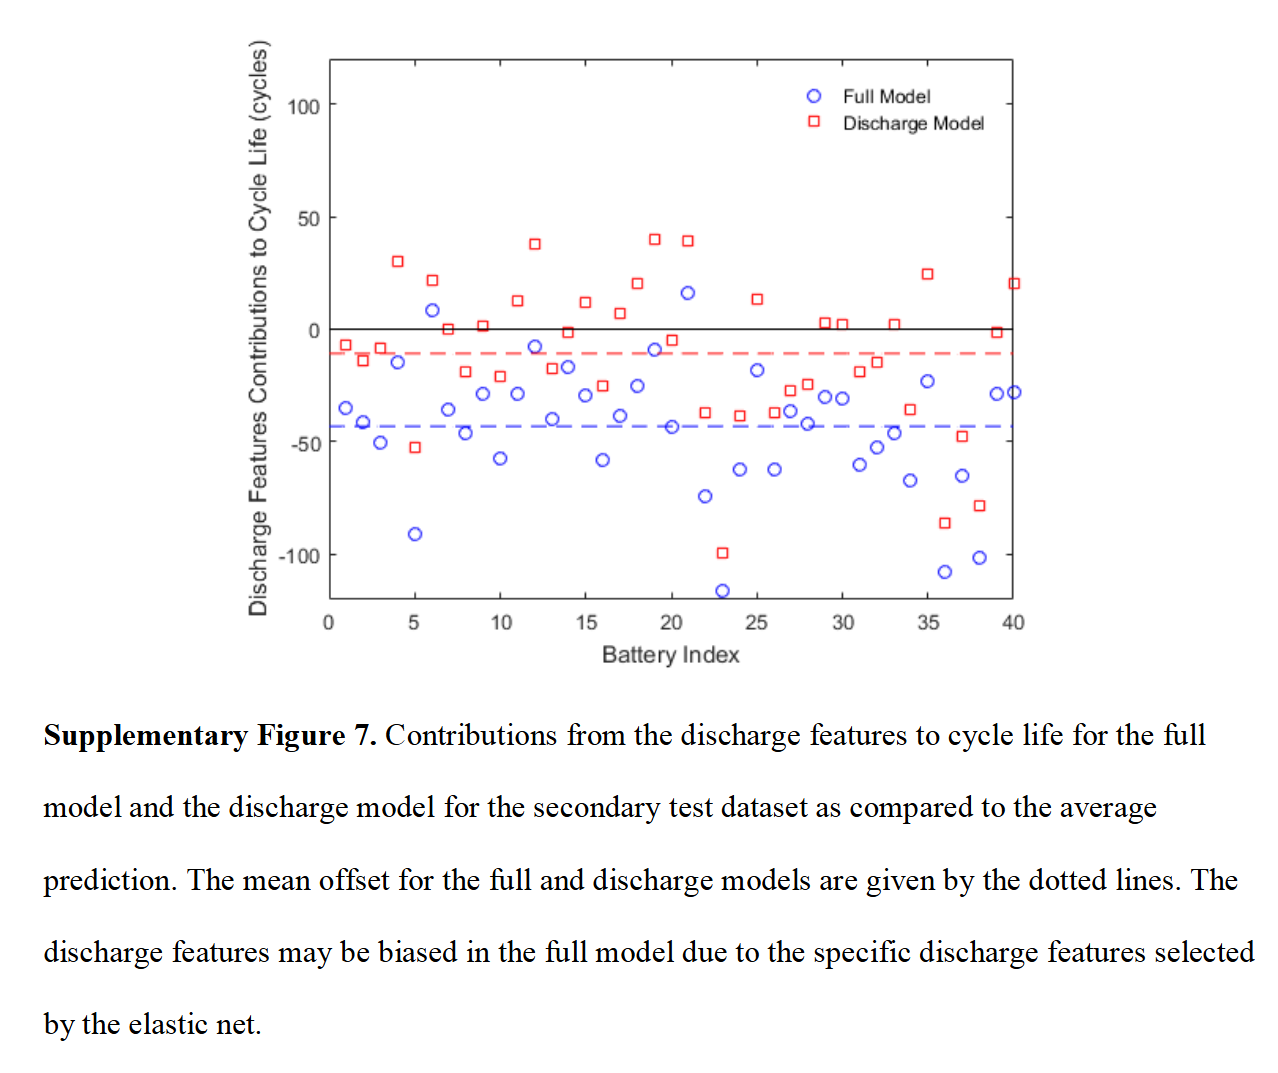 Discharge Features Contributions to Cycle Life (cycles)
100
50
0
-50
-100
Full Model
Discharge Model
0 5 10 15 20 25 30 35 40
Battery Index
Supplementary Figure 7. Contributions from the discharge features to cycle life for the full
model and the discharge model for the secondary test dataset as compared to the average
prediction. The mean offset for the full and discharge models are given by the dotted lines. The
discharge features may be biased in the full model due to the specific discharge features selected
by the elastic net.